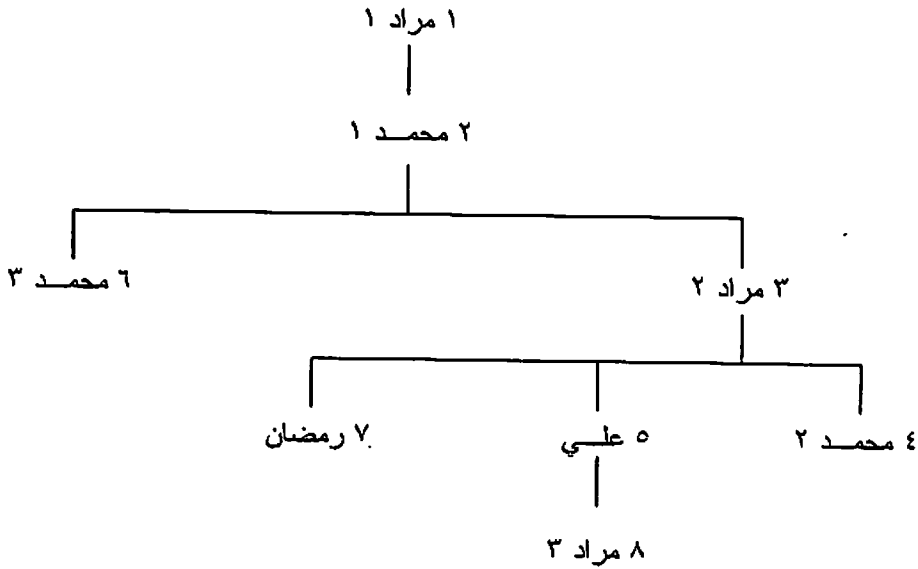 ١ مراد ١
٢ محمد ١
٣ مراد ٢
٦ محمد ٣
٤ محمد ٢
٥ علي
٧ رمضان
٨ مراد ٣